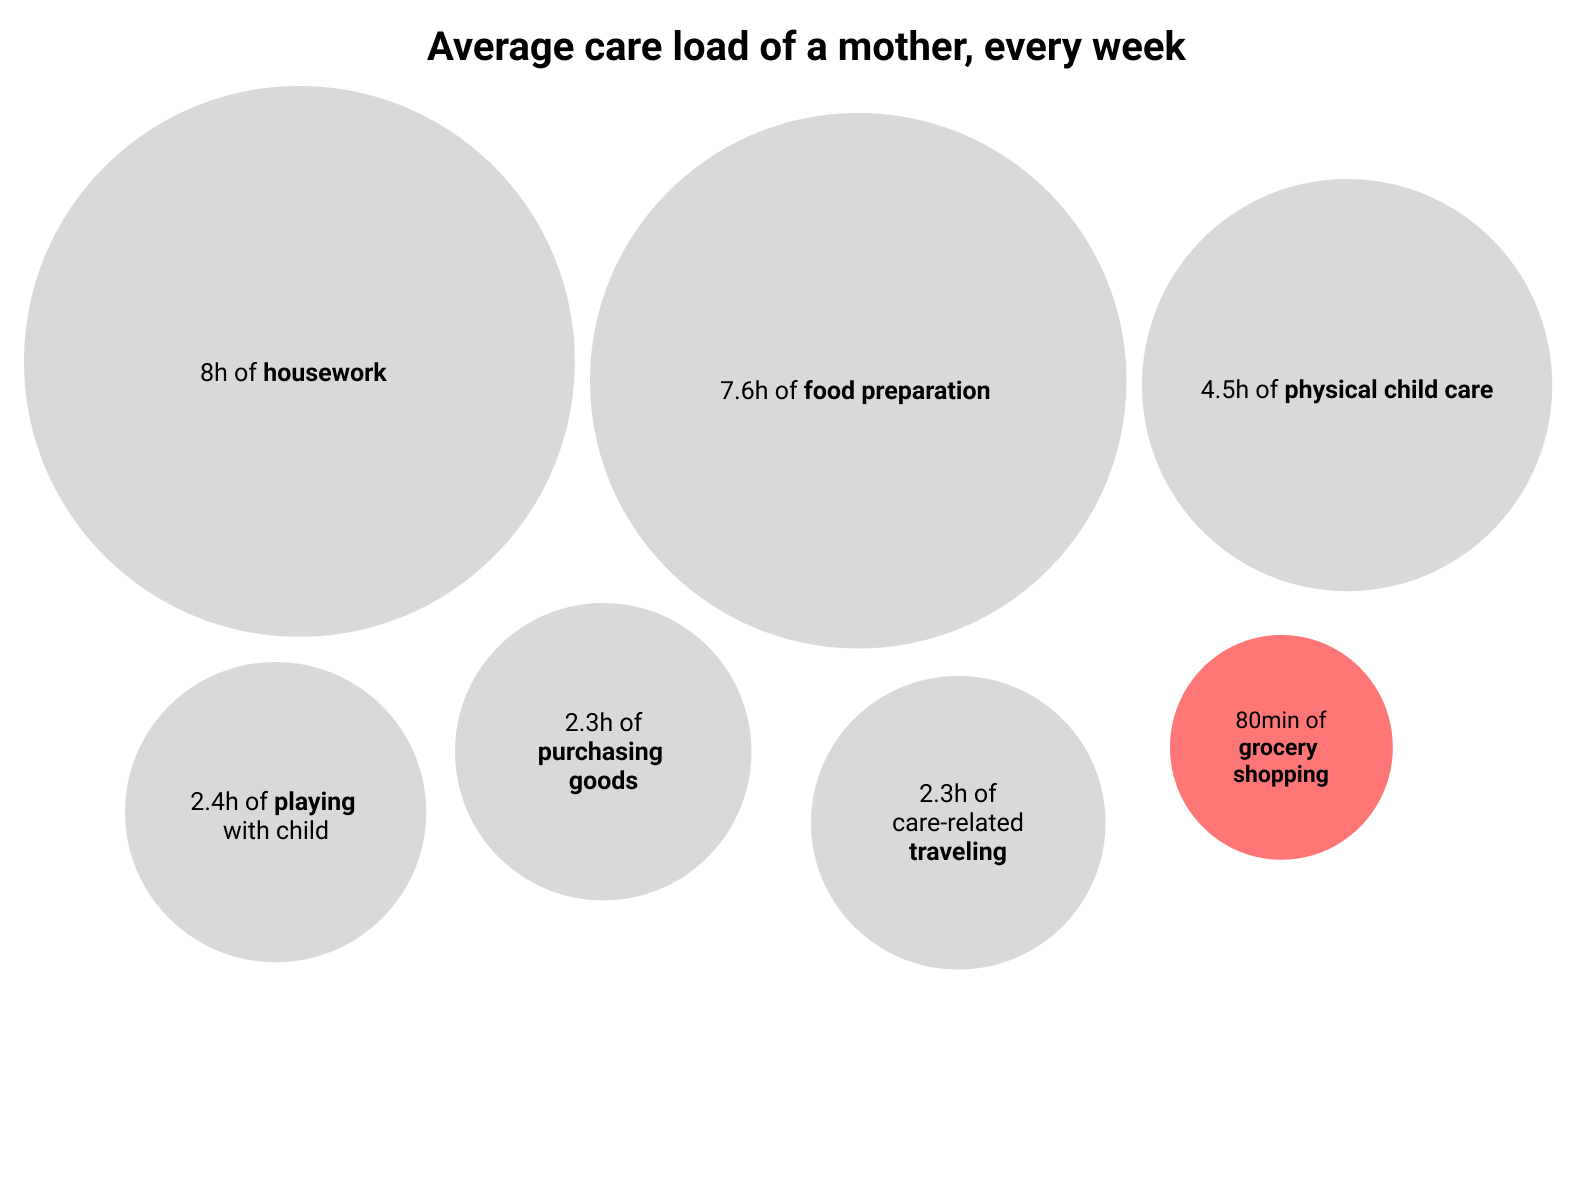 Average care load of a mother, every week
8h of housework
7.6h of food preparation
4.5h of physical child care
2.4h of playing
with child
2.3h of
purchasing
goods
2.3h of
care-related
traveling
80min of
grocery
shopping